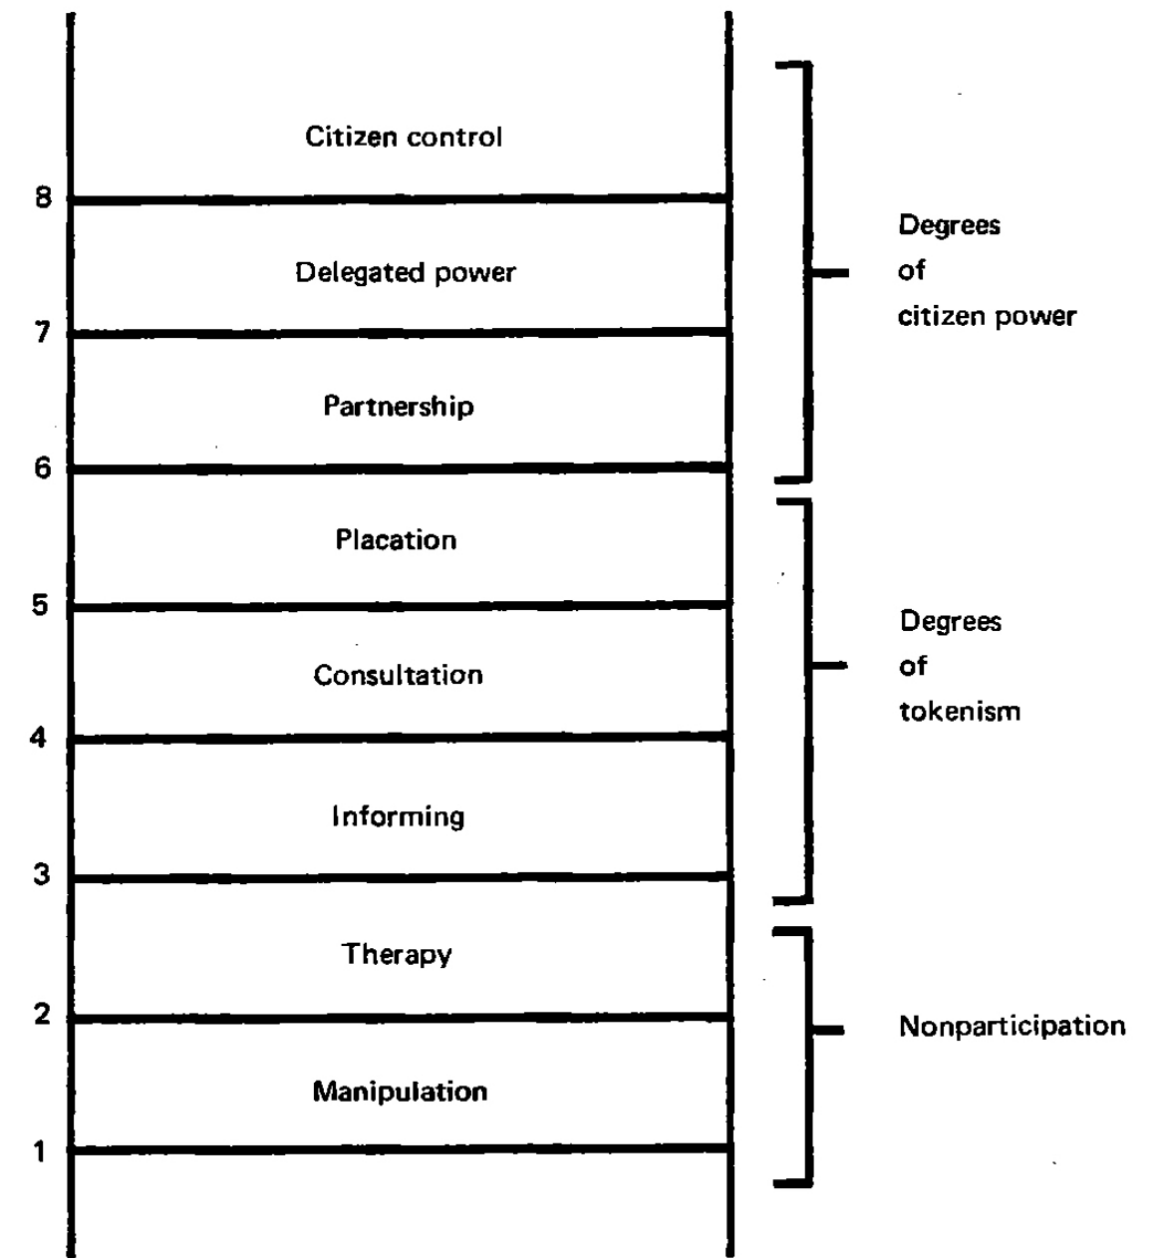 Citizen control
8
Delegated power
7
Partnership
6
Placation
5
Consultation
4
Informing
3
Therapy
2
Manipulation
1
Degrees
of
citizen power
Degrees
of
tokenism
Nonparticipation